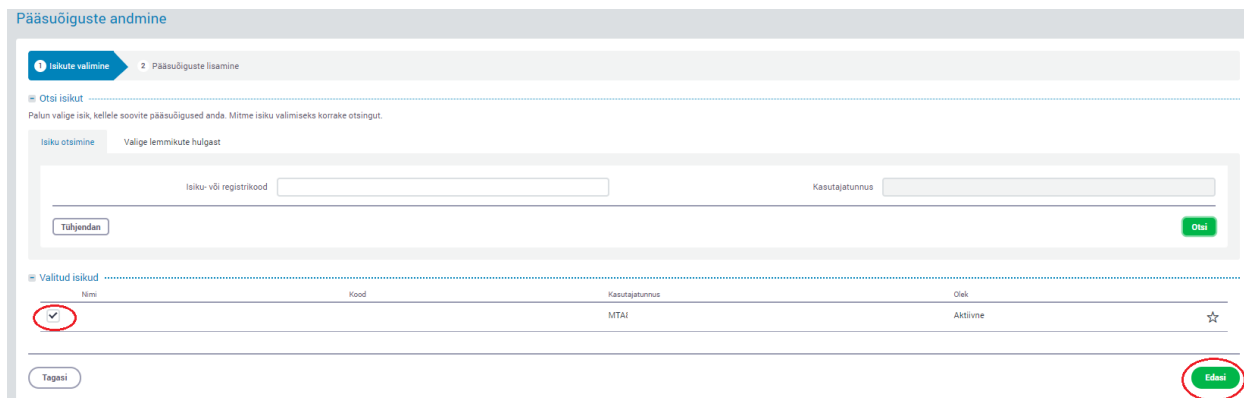 Pääsuõiguste andmine
1 Isikute valimine 2 Pääsuõiguste lisamine
Otsi isikut
Palun valige isik, kellele soovite pääsuõigused anda. Mitme isiku valimiseks korrake otsingut.
Isiku otsimine Valige lemmikute hulgast
Isiku- või registrikood Kasutajatunnus
Tühjendan Otsi
Valitud isikud
Nimi Kood Kasutajatunnus Olek
MTAI Aktiivne
Tagasi Edasi